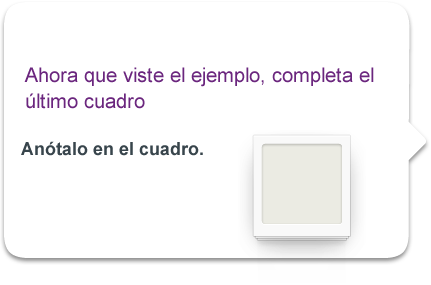 Ahora que viste el ejemplo, completa el
último cuadro
Anótalo en el cuadro.